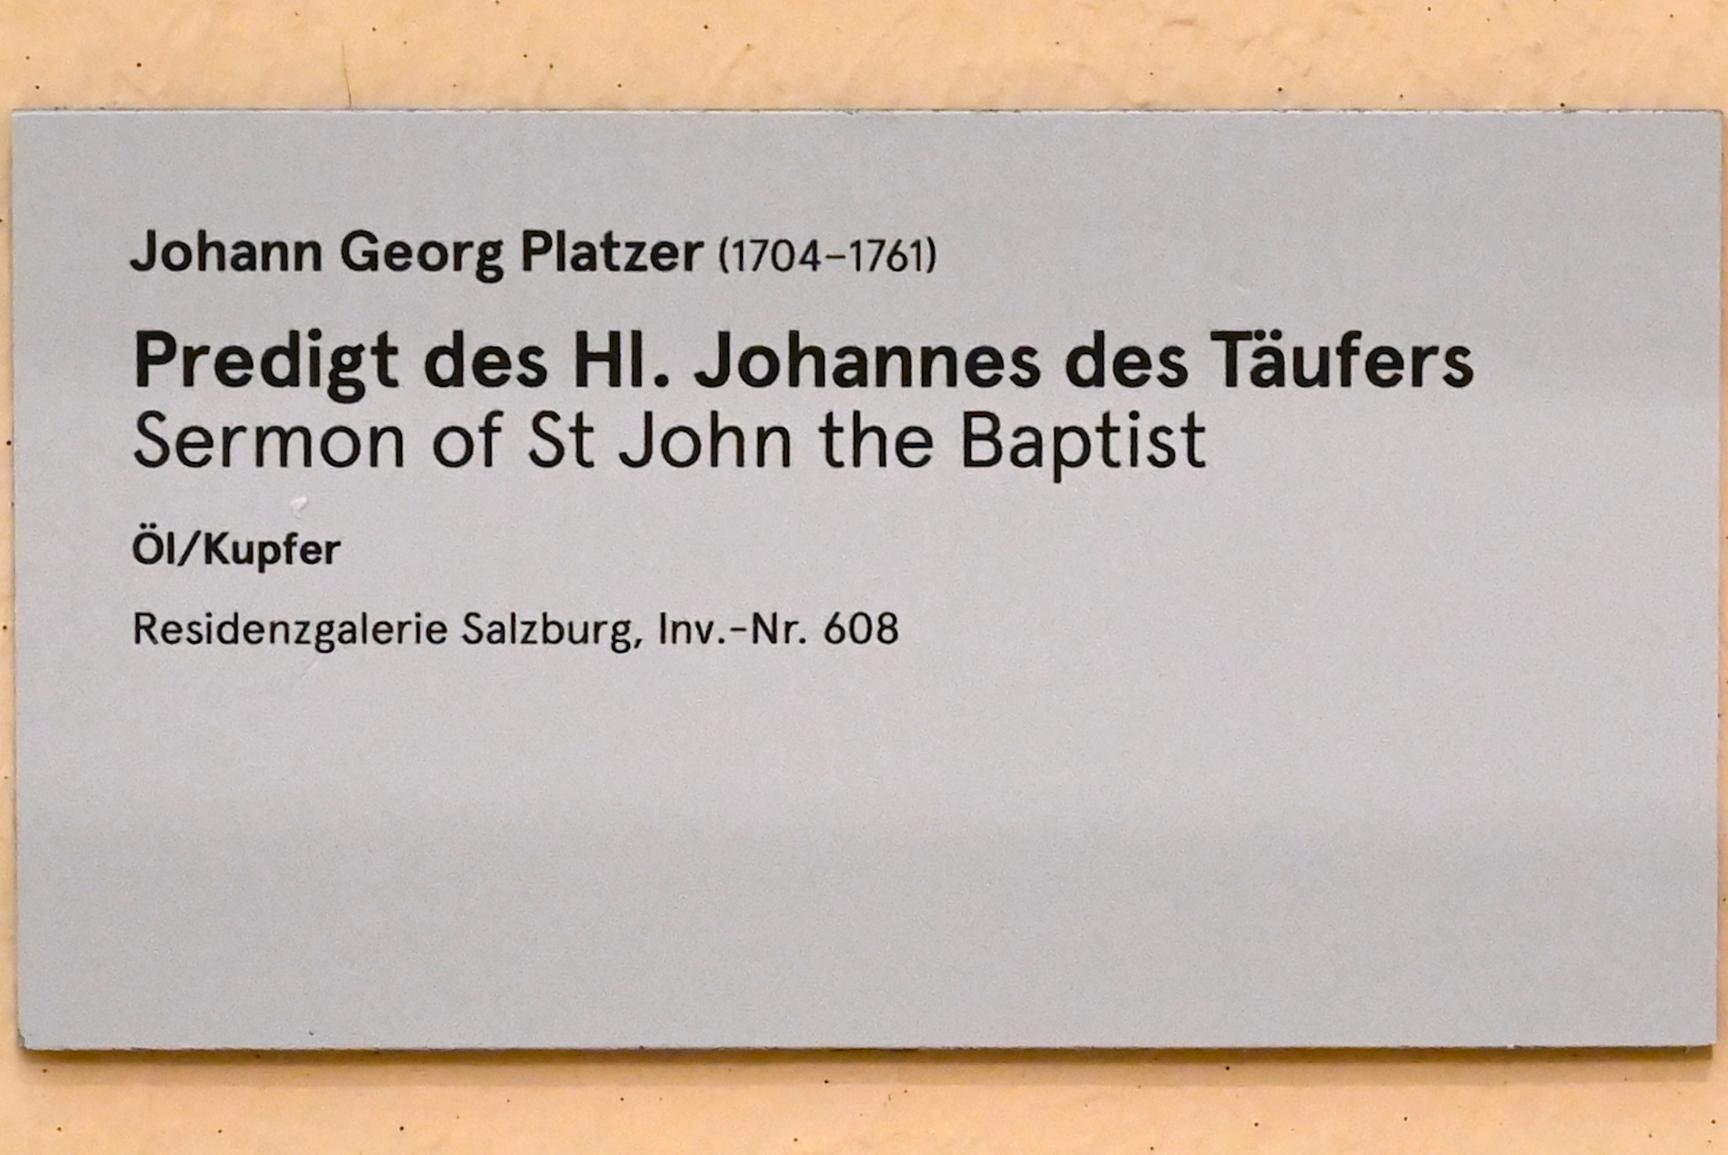 Johann Georg Platzer (1704–1761)
Predigt des Hl. Johannes des Täufers
Sermon of St John the Baptist
Öl/Kupfer
Residenzgalerie Salzburg, Inv.-Nr. 608